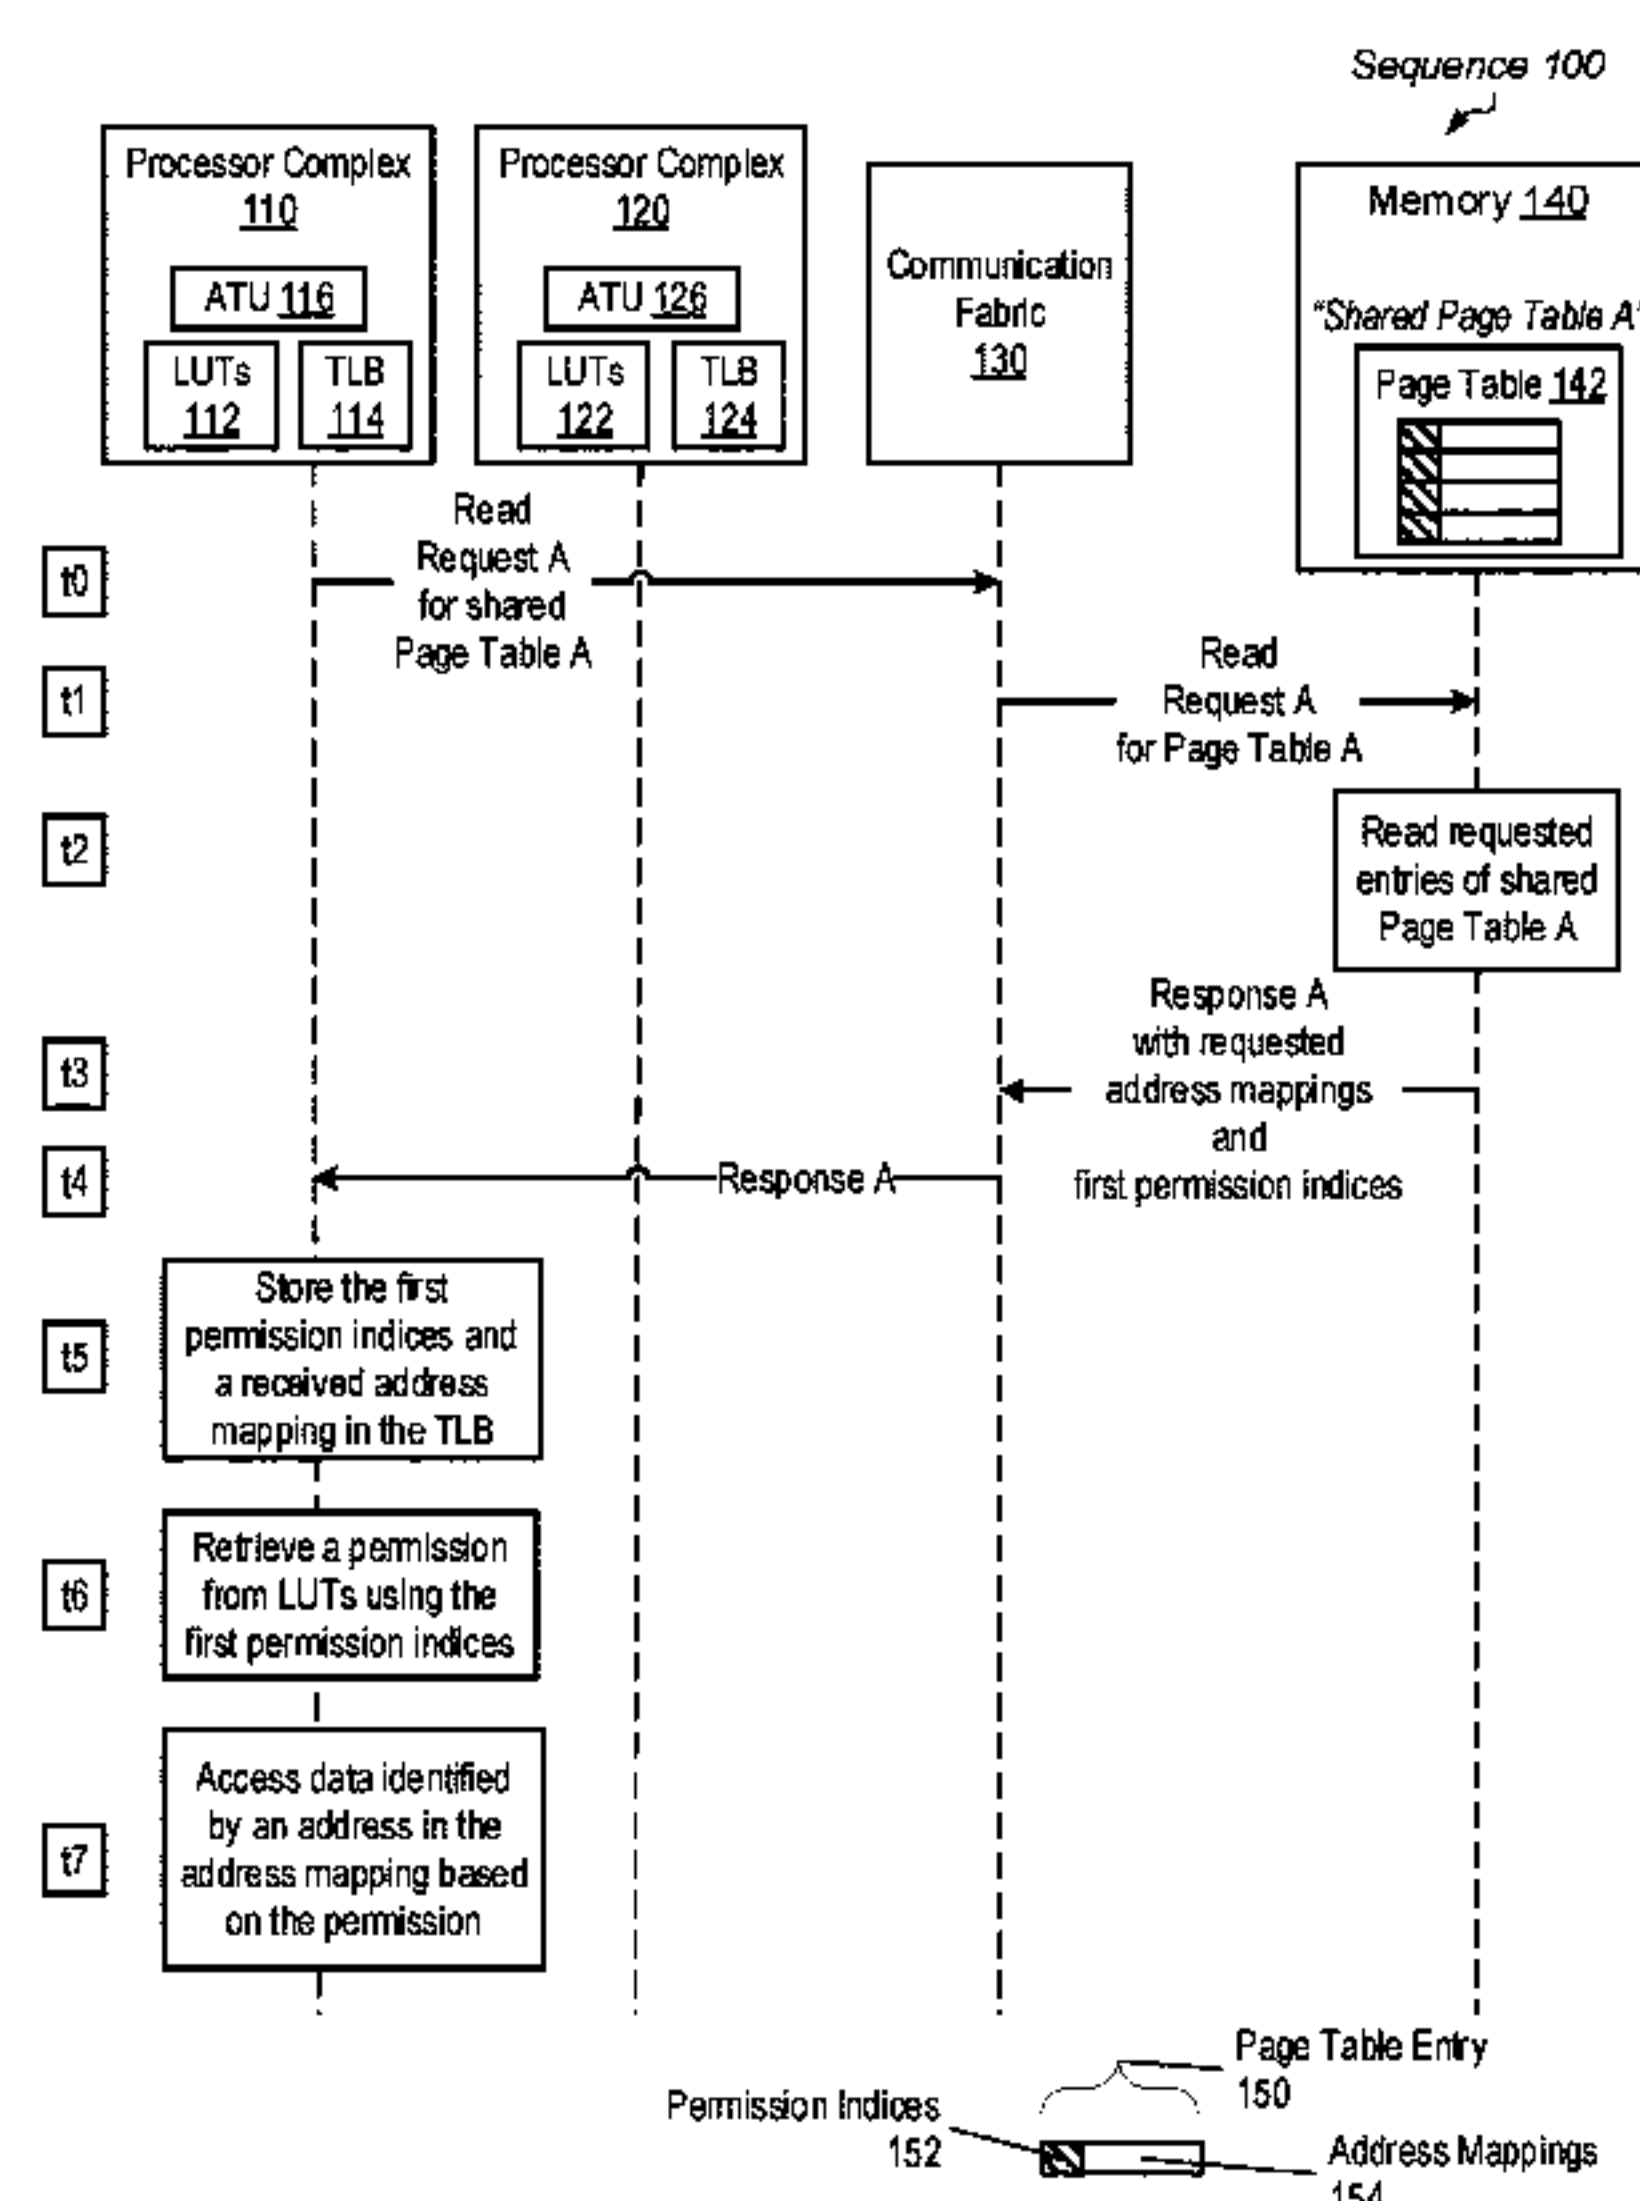 Sequence 100
Processor Complex
110
ATU 116
LUTs
112
TLB
114
Processor Complex
120
ATU 126
LUTs
122
TLB
124
Communication
Fabric
130
Memory 140
"Shared Page Table A"
Page Table 142
t0
Read
Request A
for shared
Page Table A
t1
Read
Request A
for Page Table A
t2
Read requested
entries of shared
Page Table A
t3
Response A
with requested
address mappings
and
first permission indices
t4
Response A
t5
Store the first
permission indices and
a received address
mapping in the TLB
t6
Retrieve a permission
from LUTs using the
first permission indices
t7
Access data identified
by an address in the
address mapping based
on the permission
Page Table Entry
150
Permission Indices
152
Address Mappings
154